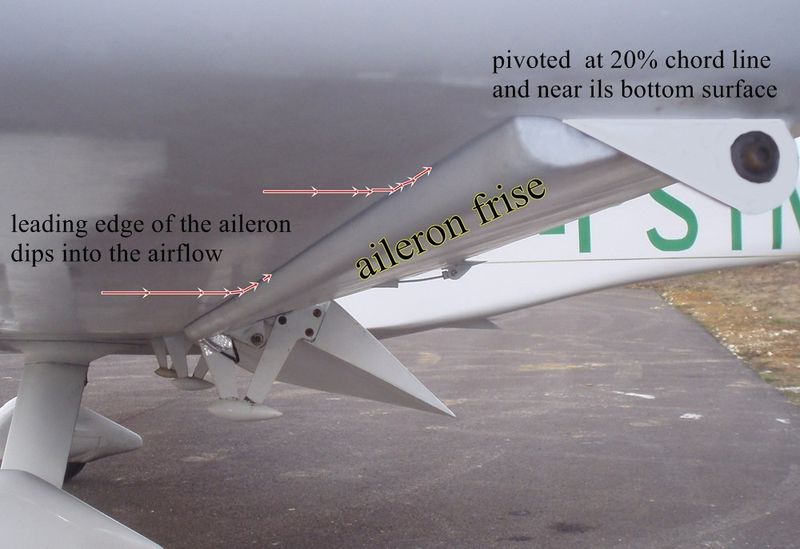 pivoted at 20% chord line
and near ils bottom surface
leading edge of the aileron
dips into the airflow
aileron frise